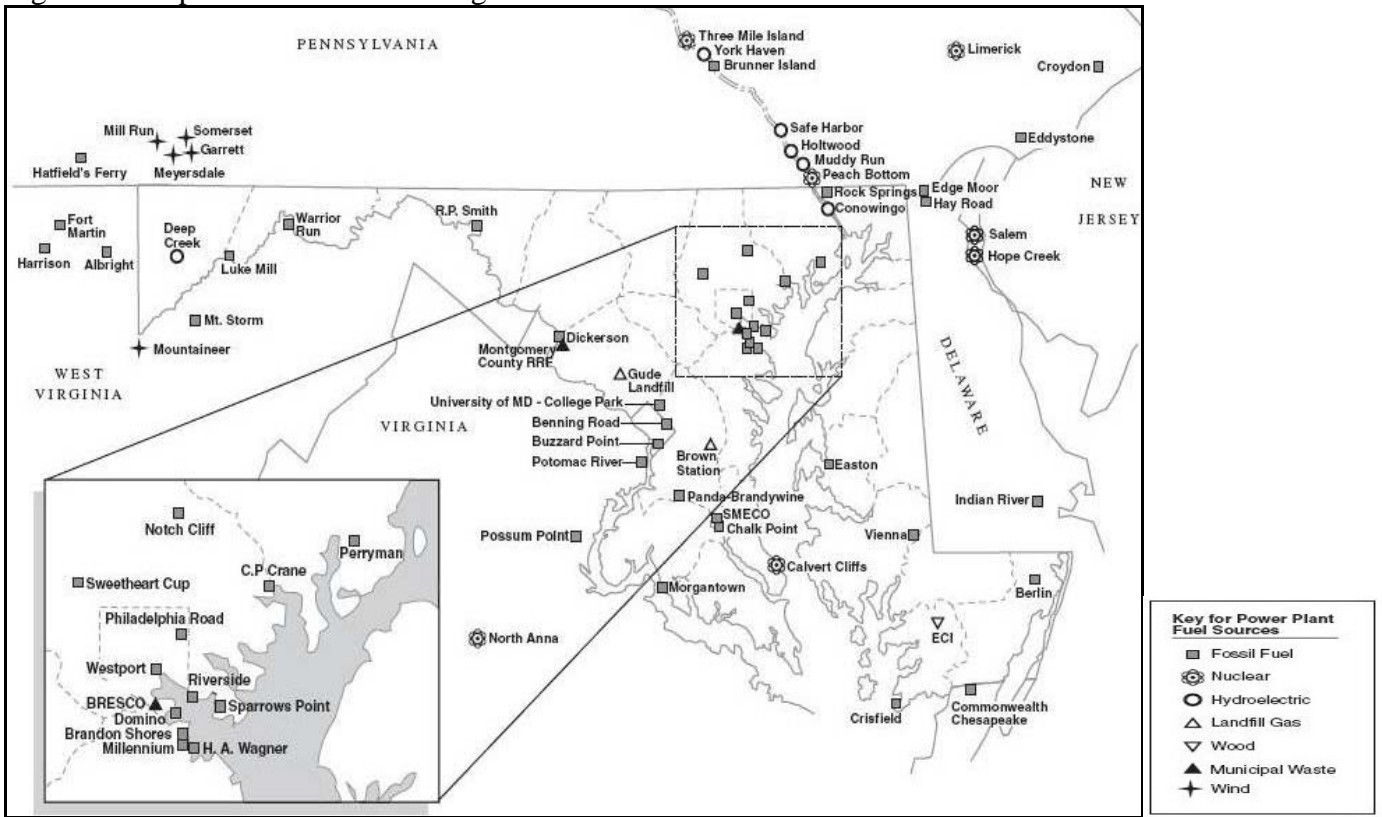 PENNSYLVANIA
Three Mile Island
York Haven
Brunner Island
Limerick
Croydon
Mill Run
Somerset
Garrett
Hatfield's Ferry
Meyersdale
Safe Harbor
Holtwood
Muddy Run
Peach Bottom
Rock Springs
Conowingo
Eddystone
Edge Moor
Hay Road
NEW
JERSEY
Salem
Hope Creek
Fort
Martin
Harrison
Albright
Deep
Creek
Warrior
Run
Luke Mill
R.P. Smith
Mt. Storm
Mountaineer
WEST
VIRGINIA
Dickerson
Montgomery
County RRF
Gude
Landfill
University of MD - College Park
Benning Road
Buzzard Point
Potomac River
VIRGINIA
Brown
Station
DELAWARE
Easton
Panda-Brandywine
SMECO
Chalk Point
Possum Point
Vienna
Indian River
Calvert Cliffs
Morgantown
Berlin
North Anna
ECI
Crisfield
Commonwealth
Chesapeake
Notch Cliff
Perryman
C.P Crane
Sweetheart Cup
Philadelphia Road
Westport
Riverside
BRESCO
Sparrows Point
Domino
Brandon Shores
Millennium
H. A. Wagner
Key for Power Plant
Fuel Sources
Fossil Fuel
Nuclear
Hydroelectric
Landfill Gas
Wood
Municipal Waste
Wind